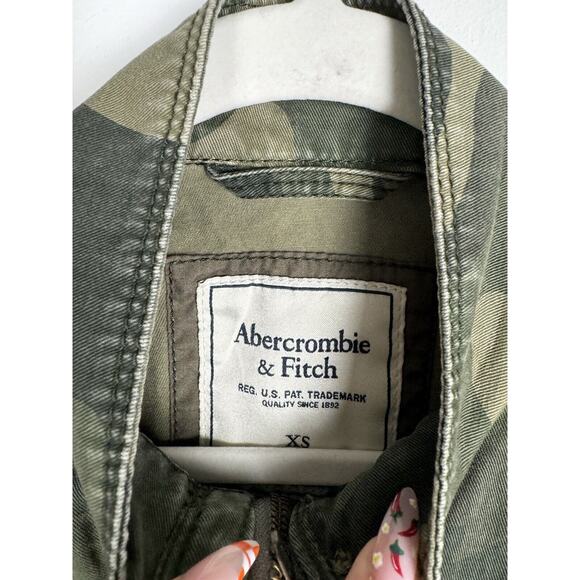 Abercrombie
& Fitch
REG. U.S. PAT. TRADEMARK
QUALITY SINCE 1892
XS